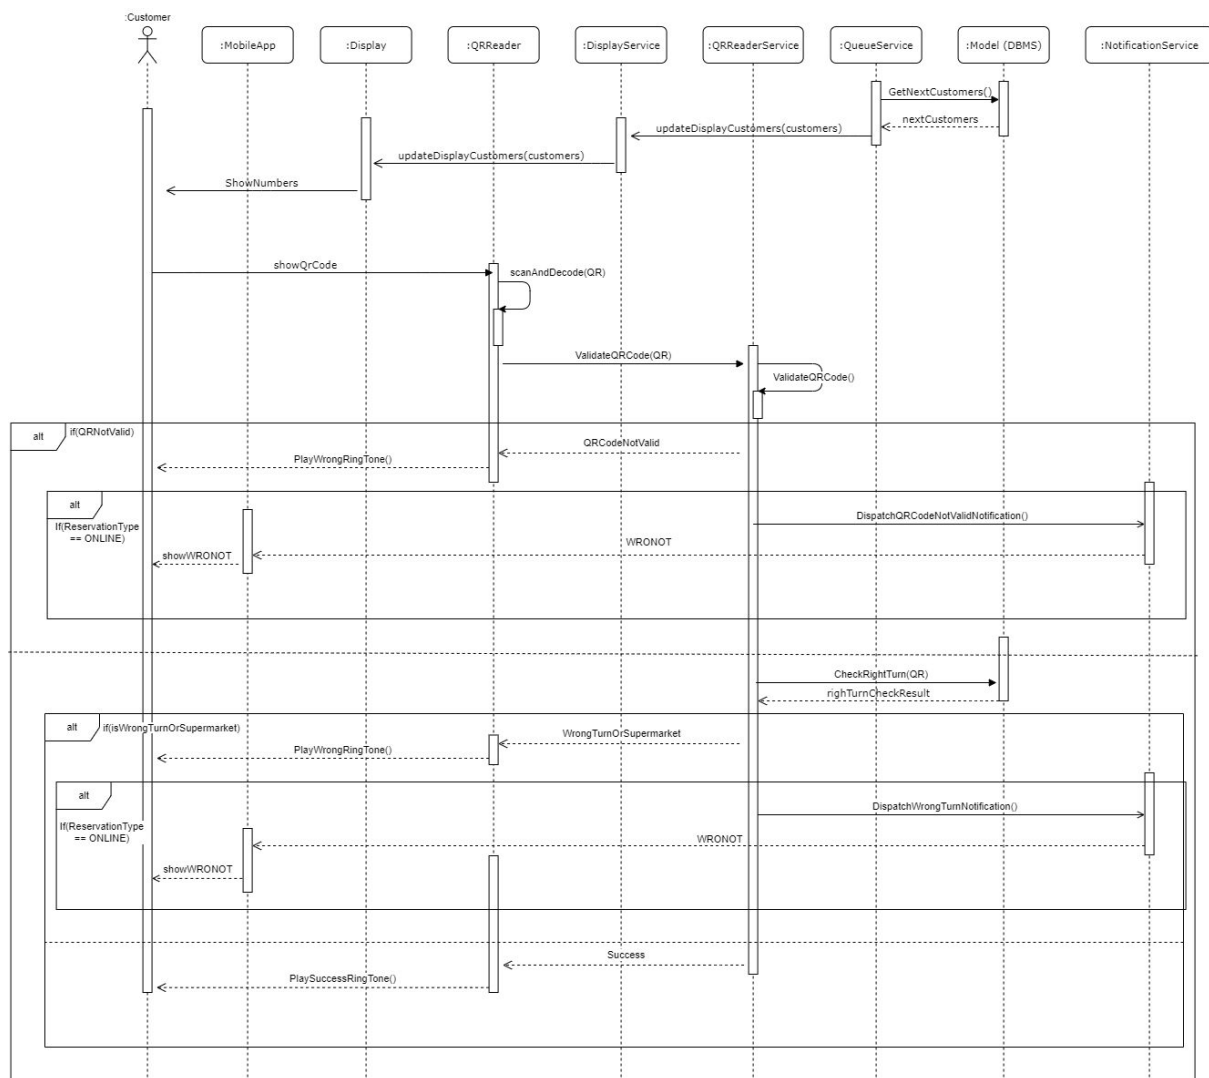 :Customer
:MobileApp
:Display
:QRReader
:DisplayService
:QRReaderService
:QueueService
:Model (DBMS)
:NotificationService
GetNextCustomers()
nextCustomers
updateDisplayCustomers(customers)
updateDisplayCustomers(customers)
ShowNumbers
showQrCode
scanAndDecode(QR)
ValidateQRCode(QR)
ValidateQRCode()
alt
if(QRNotValid)
QRCodeNotValid
PlayWrongRingTone()
alt
If(ReservationType
== ONLINE)
DispatchQRCodeNotValidNotification()
WRONOT
showWRONOT
CheckRightTurn(QR)
righTurnCheckResult
alt
if(isWrongTurnOrSupermarket)
WrongTurnOrSupermarket
PlayWrongRingTone()
alt
If(ReservationType
== ONLINE)
DispatchWrongTurnNotification()
WRONOT
showWRONOT
Success
PlaySuccessRingTone()